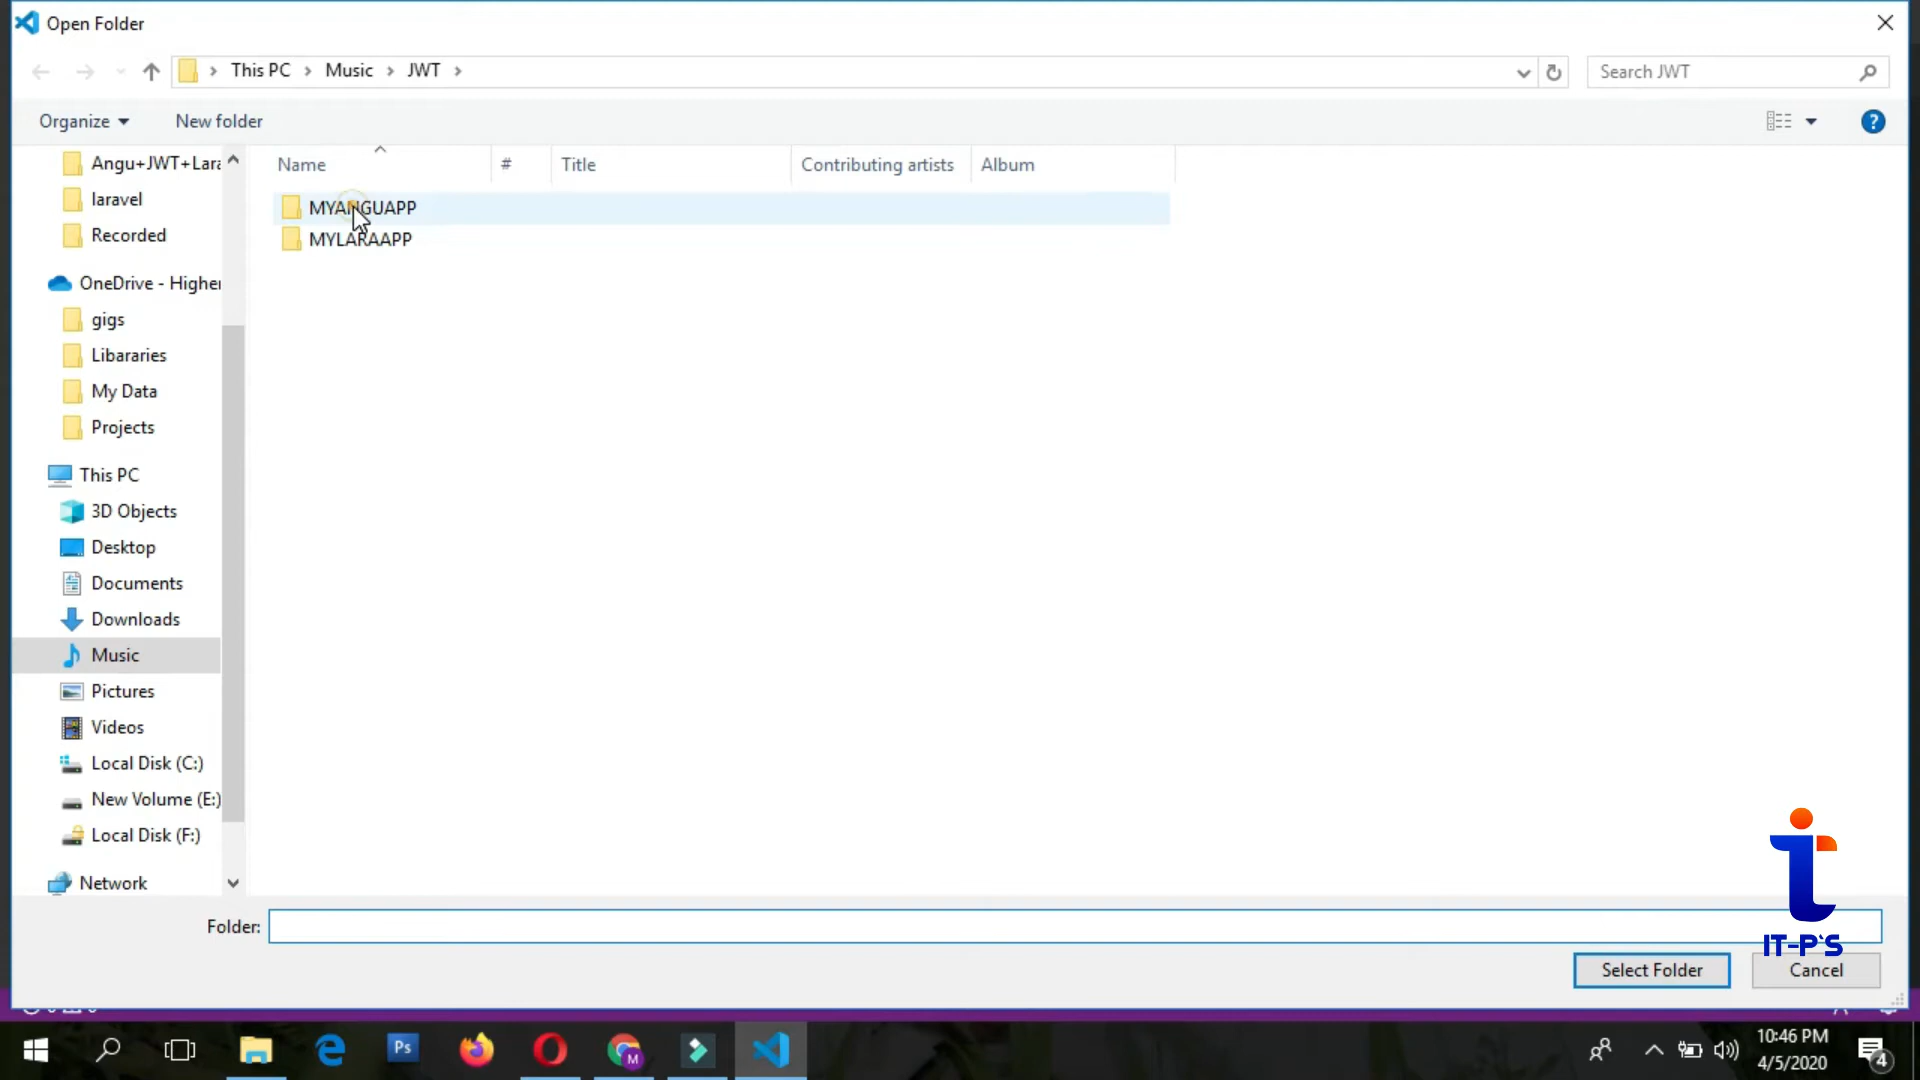 Open Folder
This PC > Music > JWT >
Search JWT
Organize
New folder
?
Name
#
Title
Contributing artists
Album
Angu+JWT+Lara
laravel
Recorded
OneDrive - Higher
gigs
Libararies
My Data
Projects
This PC
3D Objects
Desktop
Documents
Downloads
Music
Pictures
Videos
Local Disk (C:)
New Volume (E:)
Local Disk (F:)
Network
MYANGUAPP
MYLARAAPP
Folder:
IT-P'S
Select Folder
Cancel
Ps
M
10:46 PM
4/5/2020
4